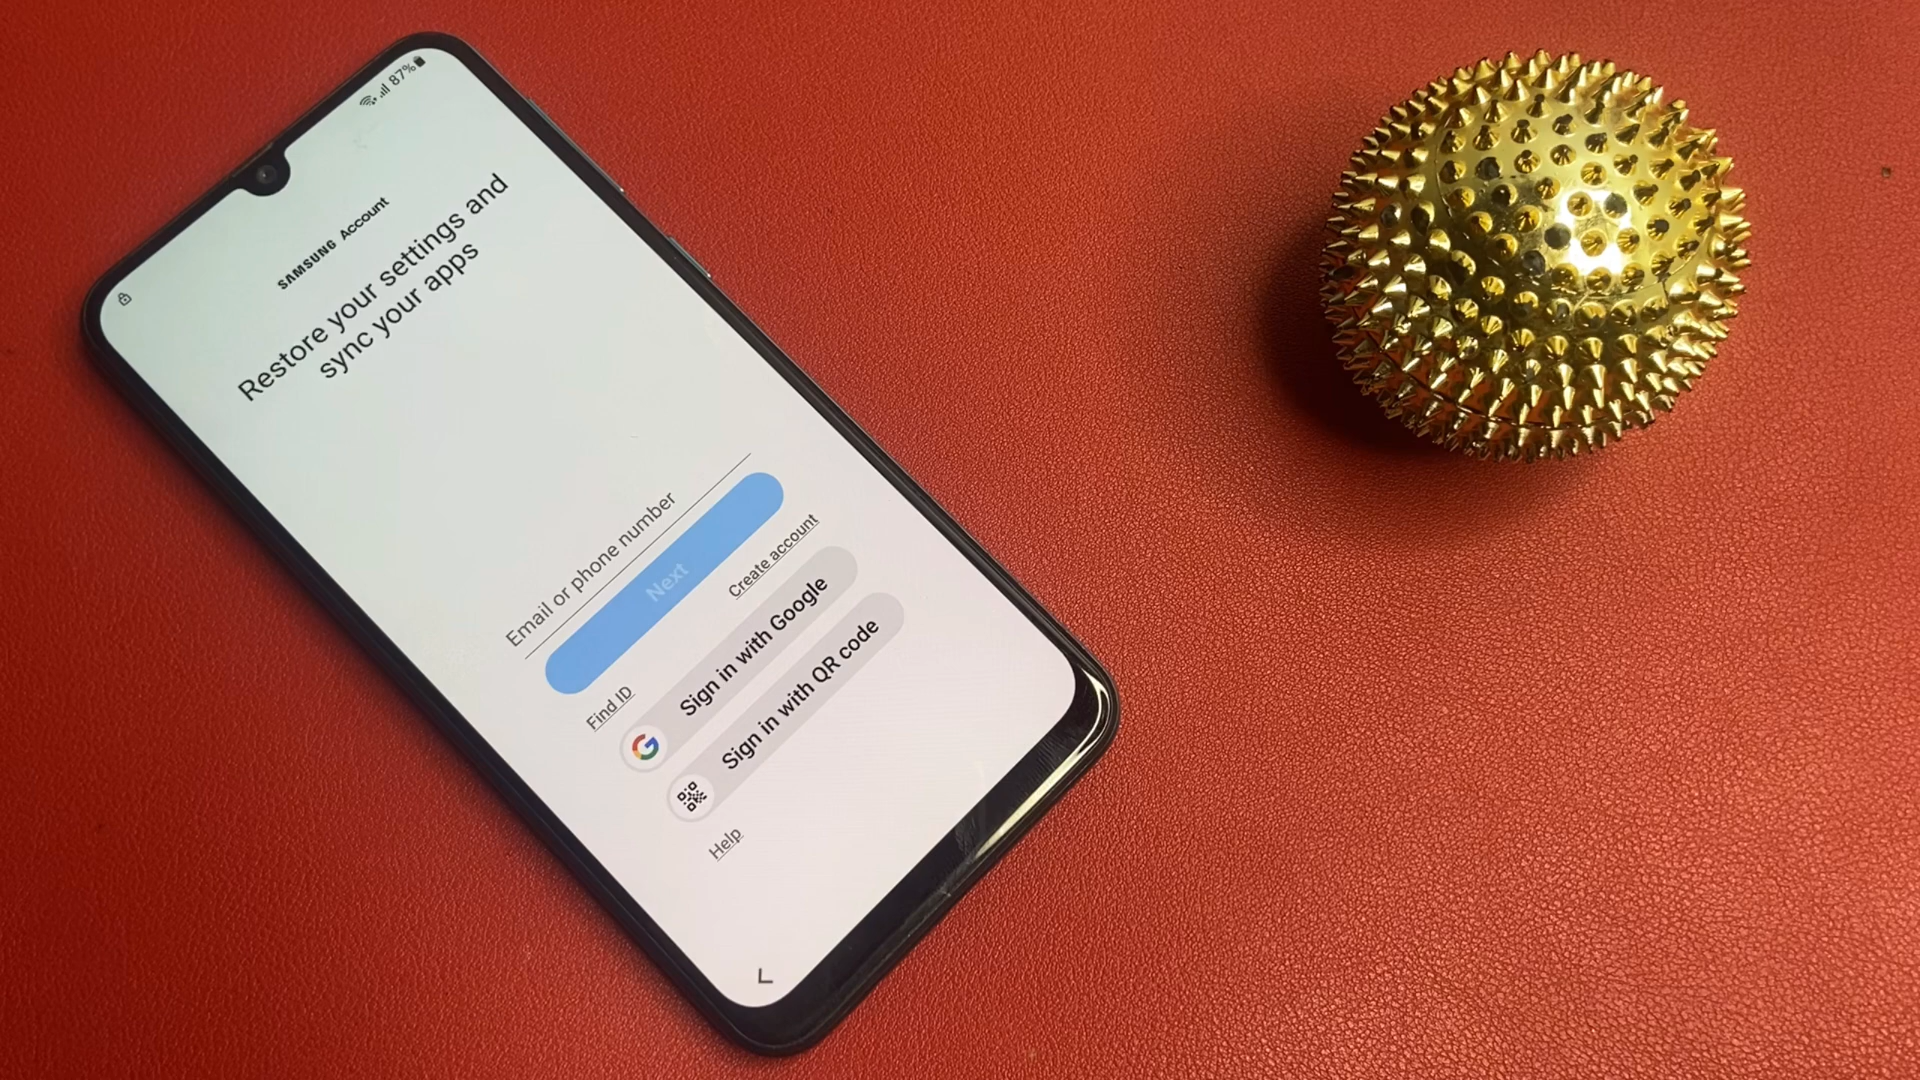 87%
SAMSUNG Account
Restore your settings and
sync your apps
Email or phone number
Next
Find ID
Create account
Sign in with Google
Sign in with QR code
Help